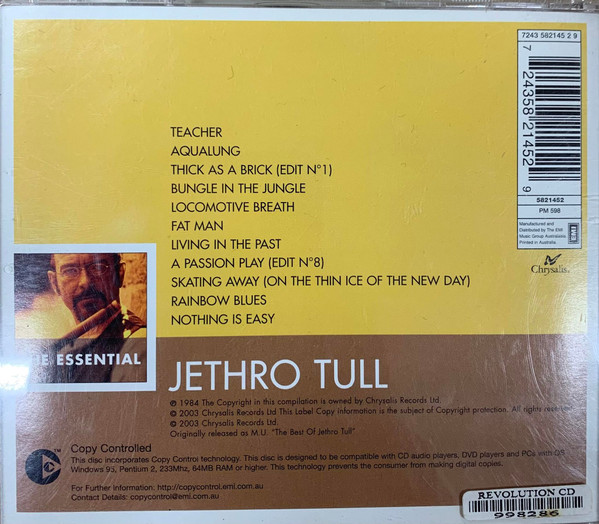 7243 582145 2 9
7 24358 21452 9
5821452
PM 598
Manufactured and
Distributed by The EMI
Music Group Australasia.
Printed in Australia.
EMI
Chrysalis.
TEACHER
AQUALUNG
THICK AS A BRICK (EDIT N°1)
BUNGLE IN THE JUNGLE
LOCOMOTIVE BREATH
FAT MAN
LIVING IN THE PAST
A PASSION PLAY (EDIT N°8)
SKATING AWAY (ON THE THIN ICE OF THE NEW DAY)
RAINBOW BLUES
NOTHING IS EASY
THE ESSENTIAL
JETHRO TULL
℗ 1984 The Copyright in this compilation is owned by Chrysalis Records Ltd.
© 2003 Chrysalis Records Ltd This Label Copy information is the subject of Copyright protection. All rights reserved.
© 2003 Chrysalis Records Ltd.
Originally released as M.U. "The Best Of Jethro Tull".
Copy Controlled
This disc incorporates Copy Control technology. This disc is designed to be compatible with CD audio players, DVD players and PCs with OS
Windows 95, Pentium 2, 233Mhz, 64MB RAM or higher. This technology prevents the consumer from making digital copies.
For Further Information: http://copycontrol.emi.com.au
Contact Details: copycontrol@emi.com.au
REVOLUTION CD
998286